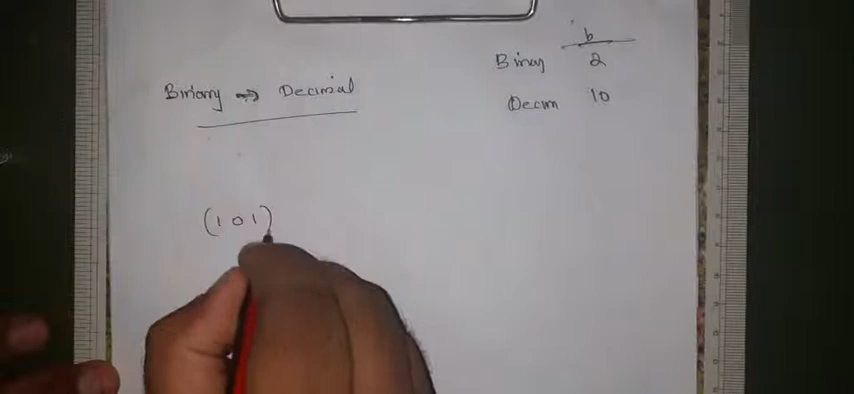 b
Binary 2
Binary → Decimal
Decim 10
(101)